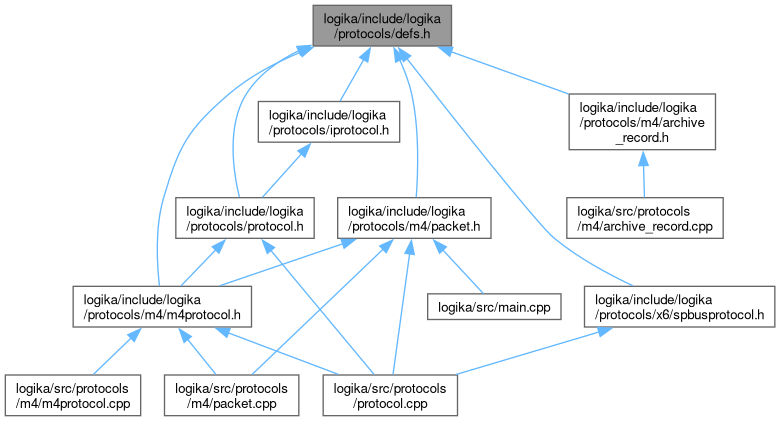 logika/include/logika
/protocols/defs.h
logika/include/logika
/protocols/iprotocol.h
logika/include/logika
/protocols/m4/archive
_record.h
logika/include/logika
/protocols/protocol.h
logika/include/logika
/protocols/m4/packet.h
logika/src/protocols
/m4/archive_record.cpp
logika/include/logika
/protocols/m4/m4protocol.h
logika/src/main.cpp
logika/include/logika
/protocols/x6/spbusprotocol.h
logika/src/protocols
/m4/m4protocol.cpp
logika/src/protocols
/m4/packet.cpp
logika/src/protocols
/protocol.cpp